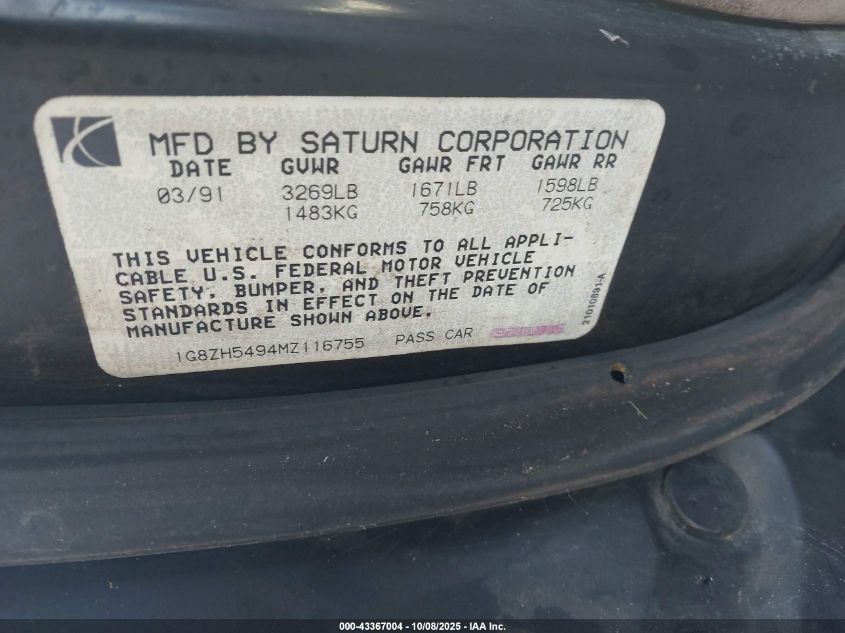 MFD BY SATURN CORPORATION
DATE GVWR GAWR FRT GAWR RR
03/91 3269LB 1671LB 1598LB
1483KG 758KG 725KG
THIS VEHICLE CONFORMS TO ALL APPLI-
CABLE U.S. FEDERAL MOTOR VEHICLE
SAFETY, BUMPER, AND THEFT PREVENTION
STANDARDS IN EFFECT ON THE DATE OF
MANUFACTURE SHOWN ABOVE.
1G8ZH5494MZ116755 PASS CAR
21010891-A
000-43367004 - 10/08/2025 - IAA Inc.